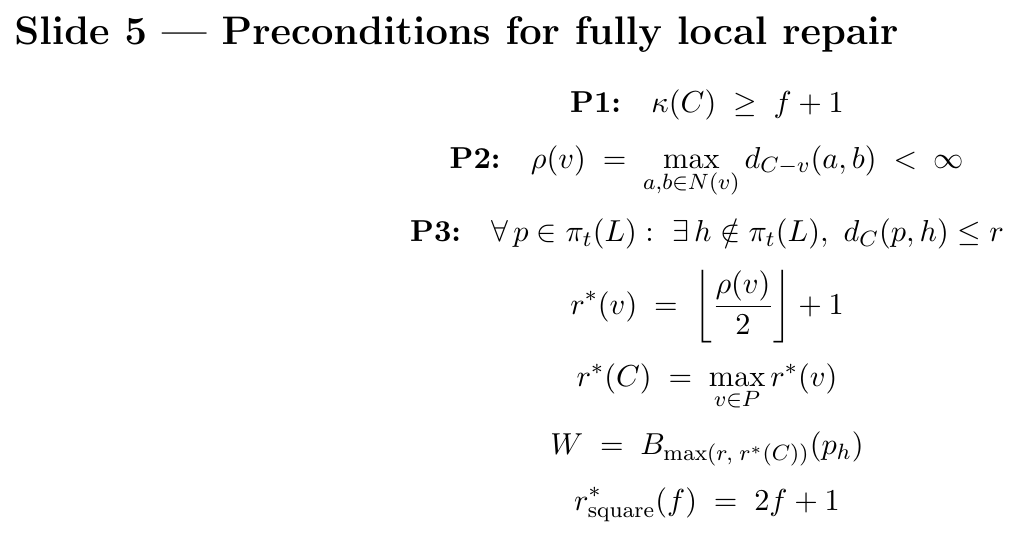 Slide 5 — Preconditions for fully local repair
P1: κ(C) ≥ f + 1
P2: ρ(v) = max_{a,b∈N(v)} d_{C−v}(a, b) < ∞
P3: ∀ p ∈ π_t(L) : ∃ h ∉ π_t(L), d_C(p, h) ≤ r
r*(v) = ⌊ρ(v)/2⌋ + 1
r*(C) = max_{v∈P} r*(v)
W = B_{max(r, r*(C))}(p_h)
r*_{square}(f) = 2f + 1